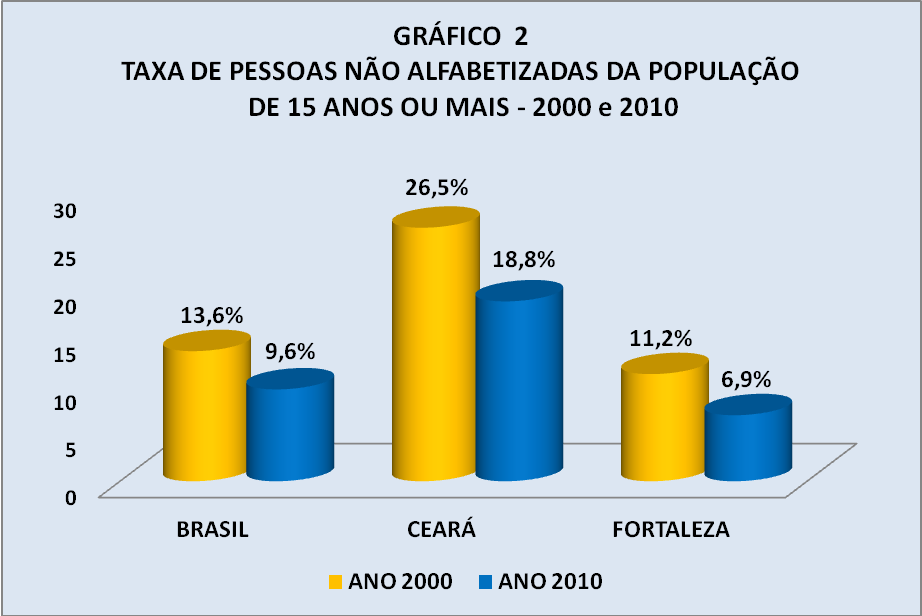 GRÁFICO 2
TAXA DE PESSOAS NÃO ALFABETIZADAS DA POPULAÇÃO
DE 15 ANOS OU MAIS - 2000 e 2010
30
25
20
15
10
5
0
13,6%
9,6%
26,5%
18,8%
11,2%
6,9%
BRASIL
CEARÁ
FORTALEZA
ANO 2000
ANO 2010